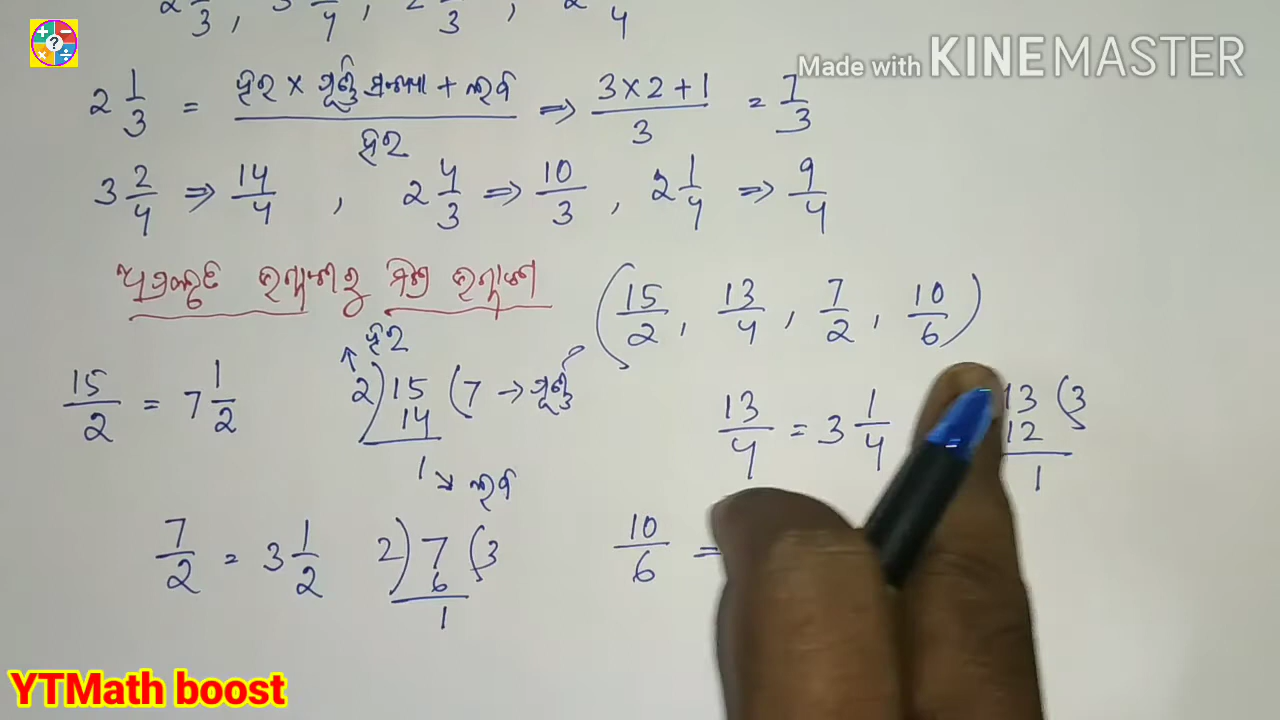 Made with KINEMASTER
2 1/3 = ହର × ପୂର୍ଣ୍ଣ ସଂଖ୍ୟା + ଲବ / ହର ⇒ 3×2+1 / 3 = 7/3
3 2/4 ⇒ 14/4 , 2 4/3 ⇒ 10/3 , 2 1/4 ⇒ 9/4
ଅପ୍ରକୃତ ଭଗ୍ନାଂଶରୁ ମିଶ୍ର ଭଗ୍ନାଂଶ
(15/2, 13/4, 7/2, 10/6)
ହର
15/2 = 7 1/2
2)15(7 → ପୂର୍ଣ୍ଣ
14
1 → ଲବ
13/4 = 3 1/4
13(3
12
1
7/2 = 3 1/2
2)7(3
6
1
10/6 =
YTMath boost